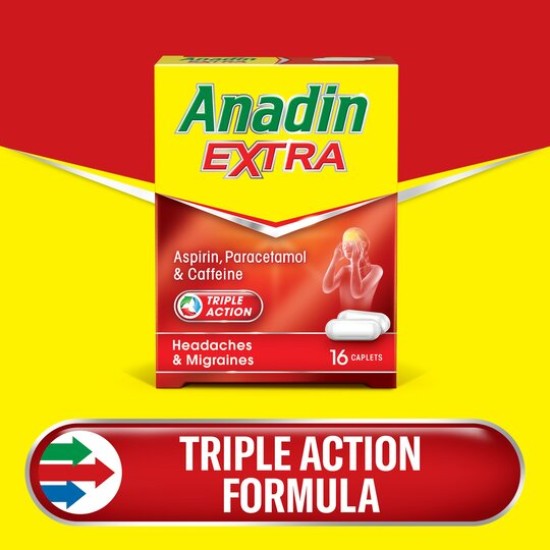 Anadin
EXTRA
Aspirin, Paracetamol
& Caffeine
TRIPLE
ACTION
Headaches
& Migraines
16 CAPLETS
TRIPLE ACTION
FORMULA